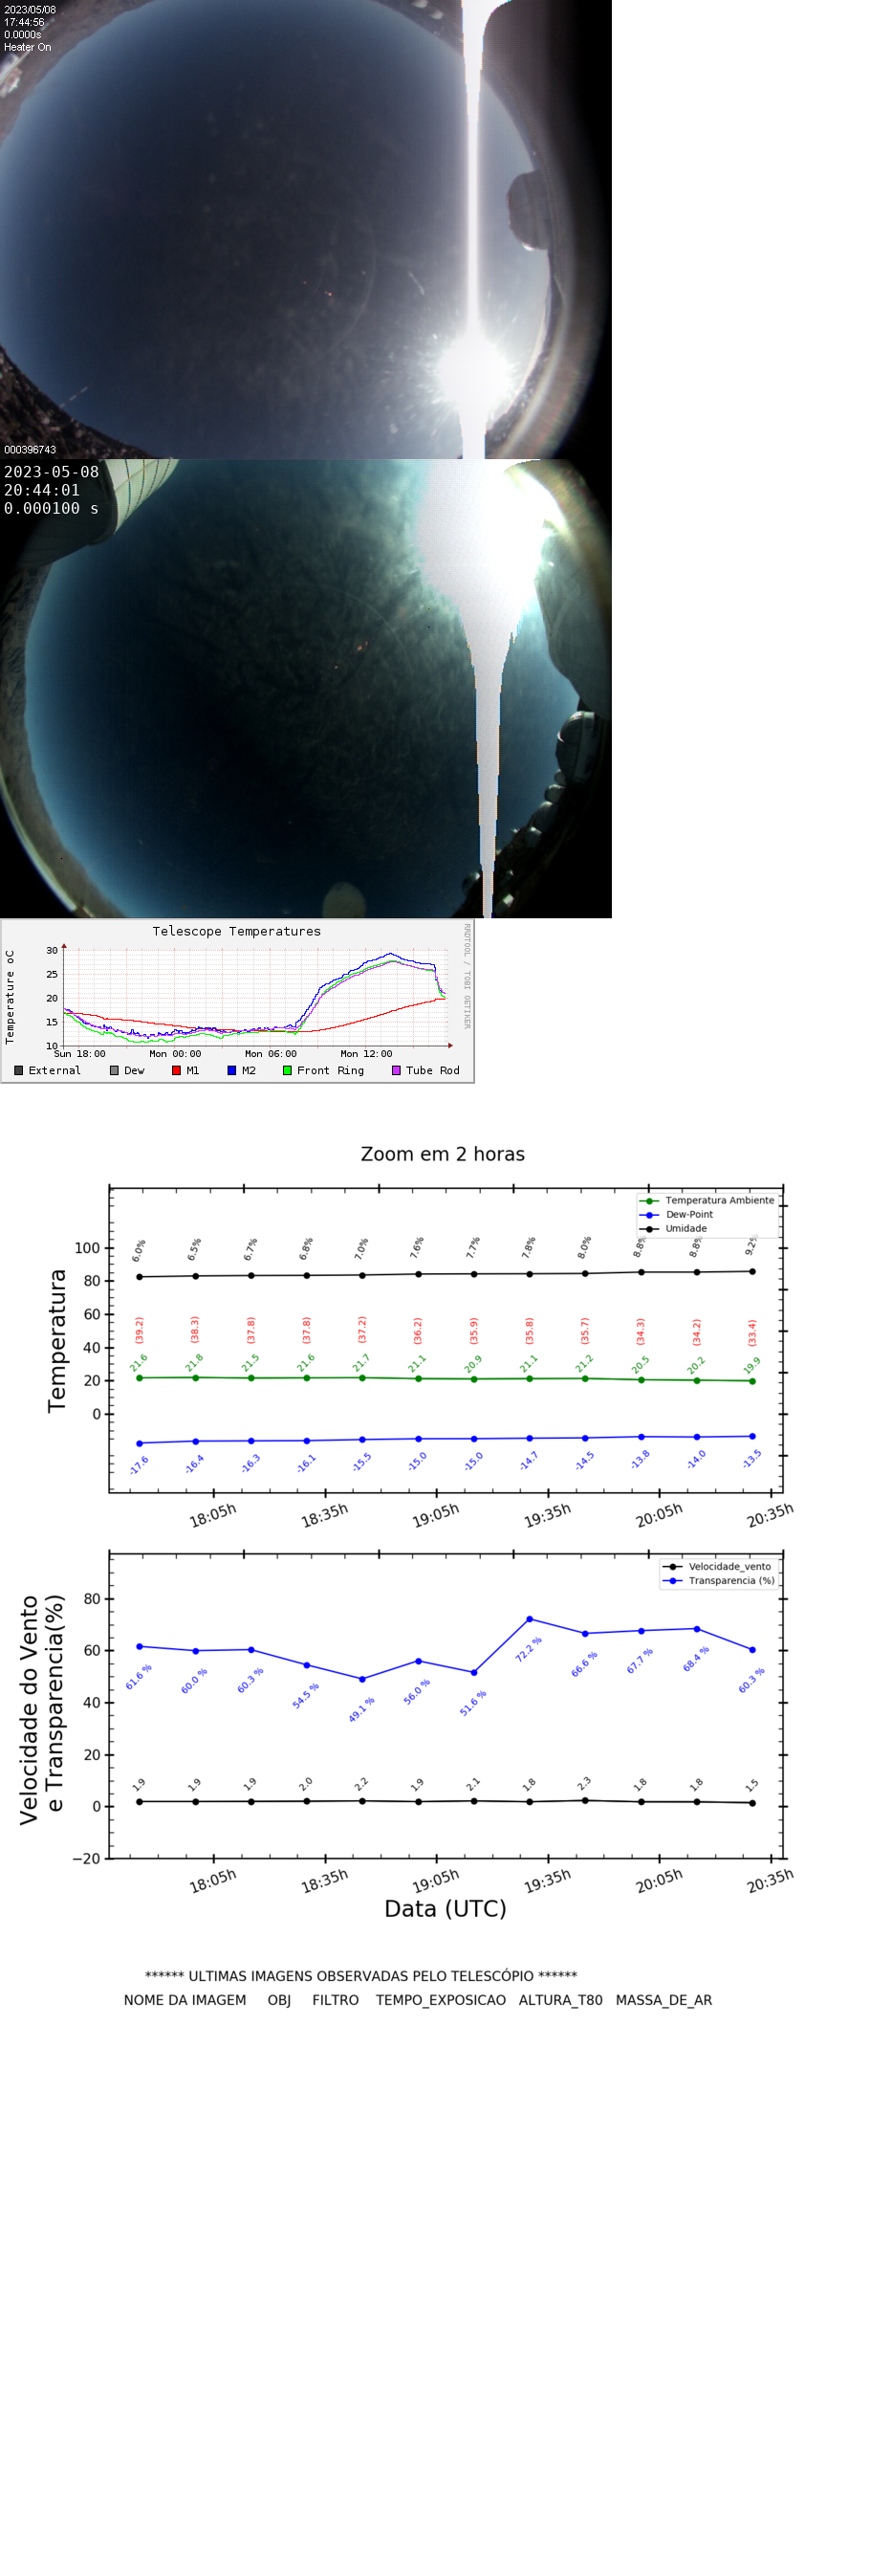 2023/05/08
17:44:56
0.0000s
Heater On
000396743
2023-05-08
20:44:01
0.000100 s
Telescope Temperatures
RRDTOOL / TOBI OETIKER
Temperature oC
30
25
20
15
10
Sun 18:00 Mon 00:00 Mon 06:00 Mon 12:00
External Dew M1 M2 Front Ring Tube Rod
Zoom em 2 horas
Temperatura Ambiente
Dew-Point
Umidade
Temperatura
100
80
60
40
20
0
6.0% 6.5% 6.7% 6.8% 7.0% 7.6% 7.7% 7.8% 8.0% 8.8% 8.8% 9.2%
(39.2) (38.3) (37.8) (37.8) (37.2) (36.2) (35.9) (35.8) (35.7) (34.3) (34.2) (33.4)
21.6 21.8 21.5 21.6 21.7 21.1 20.9 21.1 21.2 20.5 20.2 19.9
-17.6 -16.4 -16.3 -16.1 -15.5 -15.0 -15.0 -14.7 -14.5 -13.8 -14.0 -13.5
18:05h 18:35h 19:05h 19:35h 20:05h 20:35h
Velocidade_vento
Transparencia (%)
Velocidade do Vento
e Transparencia(%)
80
60
40
20
0
−20
61.6 % 60.0 % 60.3 % 54.5 % 49.1 % 56.0 % 51.6 % 72.2 % 66.6 % 67.7 % 68.4 % 60.3 %
1.9 1.9 1.9 2.0 2.2 1.9 2.1 1.8 2.3 1.8 1.8 1.5
18:05h 18:35h 19:05h 19:35h 20:05h 20:35h
Data (UTC)
****** ULTIMAS IMAGENS OBSERVADAS PELO TELESCÓPIO ******
NOME DA IMAGEM OBJ FILTRO TEMPO_EXPOSICAO ALTURA_T80 MASSA_DE_AR